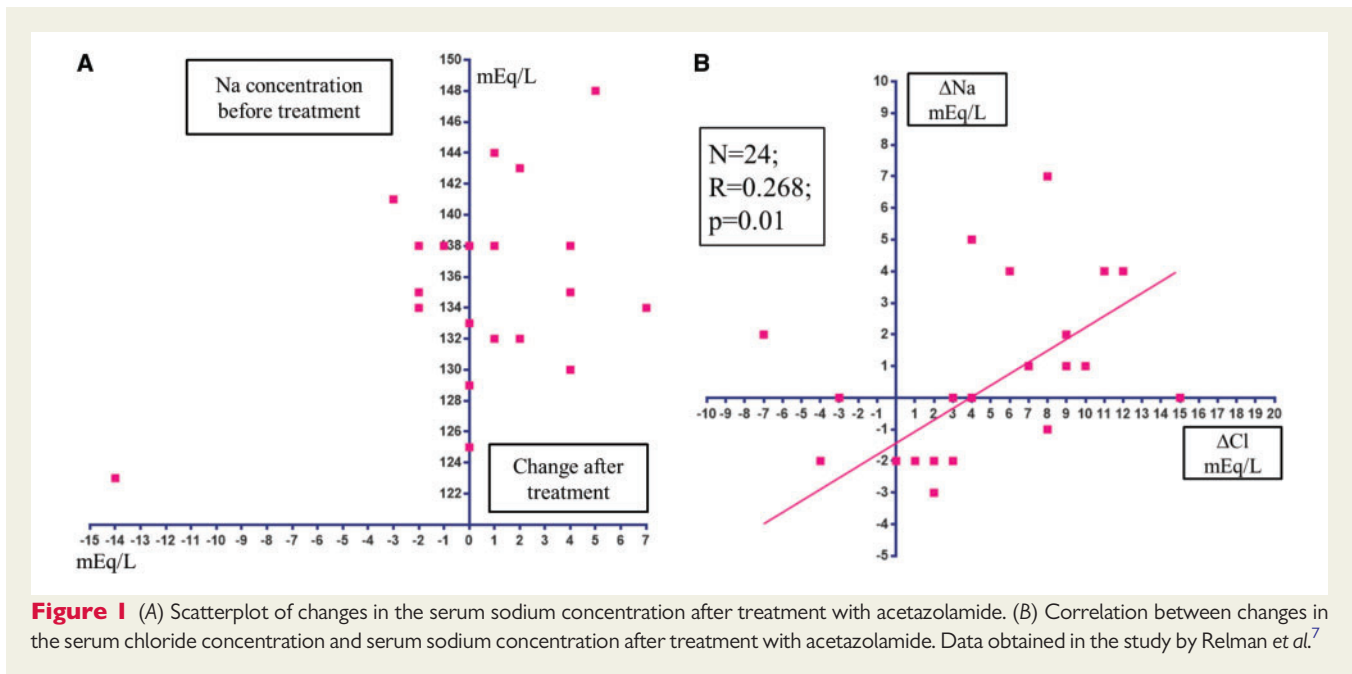 A
Na concentration
before treatment
mEq/L
150
148
146
144
142
140
138
136
134
132
130
128
126
124
122
Change after
treatment
-15 -14 -13 -12 -11 -10 -9 -8 -7 -6 -5 -4 -3 -2 -1 0 1 2 3 4 5 6 7
mEq/L
B
ΔNa
mEq/L
N=24;
R=0.268;
p=0.01
10
9
8
7
6
5
4
3
2
1
-10 -9 -8 -7 -6 -5 -4 -3 -2 -1 1 2 3 4 5 6 7 8 9 10 11 12 13 14 15 16 17 18 19 20
-1
-2
-3
-4
-5
ΔCl
mEq/L
Figure 1 (A) Scatterplot of changes in the serum sodium concentration after treatment with acetazolamide. (B) Correlation between changes in
the serum chloride concentration and serum sodium concentration after treatment with acetazolamide. Data obtained in the study by Relman et al.7